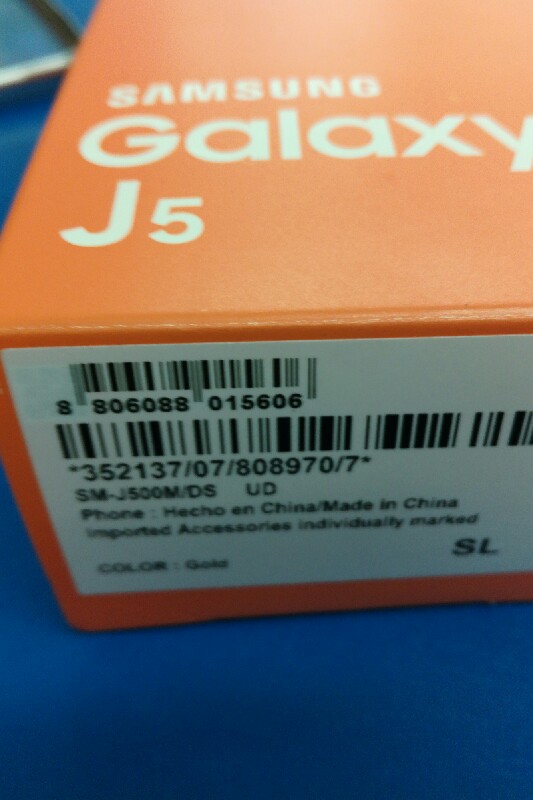 SAMSUNG
Galaxy
J5
8 806088 015606
*352137/07/808970/7*
SM-J500M/DS UD
Phone : Hecho en China/Made in China
Imported Accessories individually marked
SL
COLOR : Gold